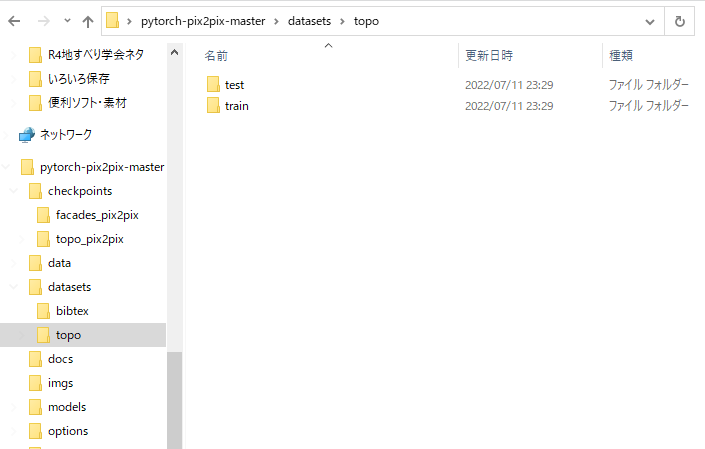 pytorch-pix2pix-master › datasets › topo
R4地すべり学会ネタ
いろいろ保存
便利ソフト・素材
ネットワーク
pytorch-pix2pix-master
checkpoints
facades_pix2pix
topo_pix2pix
data
datasets
bibtex
topo
docs
imgs
models
options
名前 更新日時 種類
test 2022/07/11 23:29 ファイル フォルダー
train 2022/07/11 23:29 ファイル フォルダー